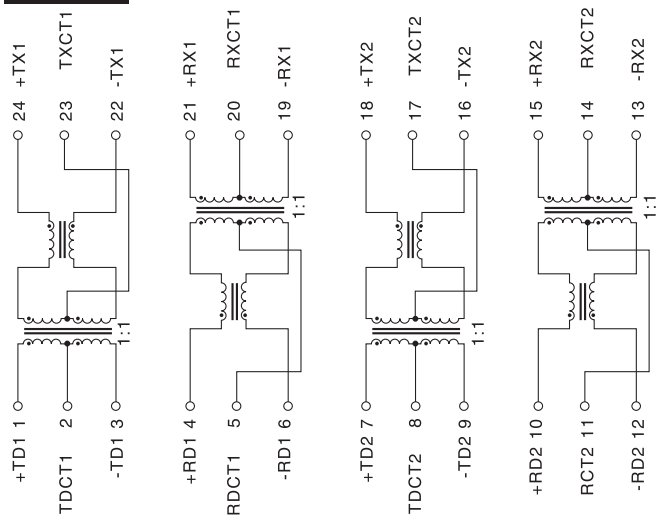 +TX1
TXCT1
-TX1
+RX1
RXCT1
-RX1
+TX2
TXCT2
-TX2
+RX2
RXCT2
-RX2
24
23
22
21
20
19
18
17
16
15
14
13
1:1
1:1
1:1
1:1
+TD1 1
TDCT1 2
-TD1 3
+RD1 4
RDCT1 5
-RD1 6
+TD2 7
TDCT2 8
-TD2 9
+RD2 10
RCT2 11
-RD2 12